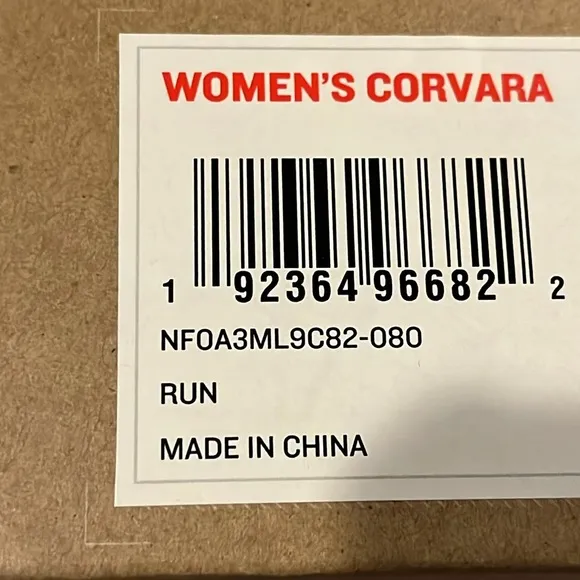 WOMEN'S CORVARA
1 92364 96682 2
NF0A3ML9C82-080
RUN
MADE IN CHINA